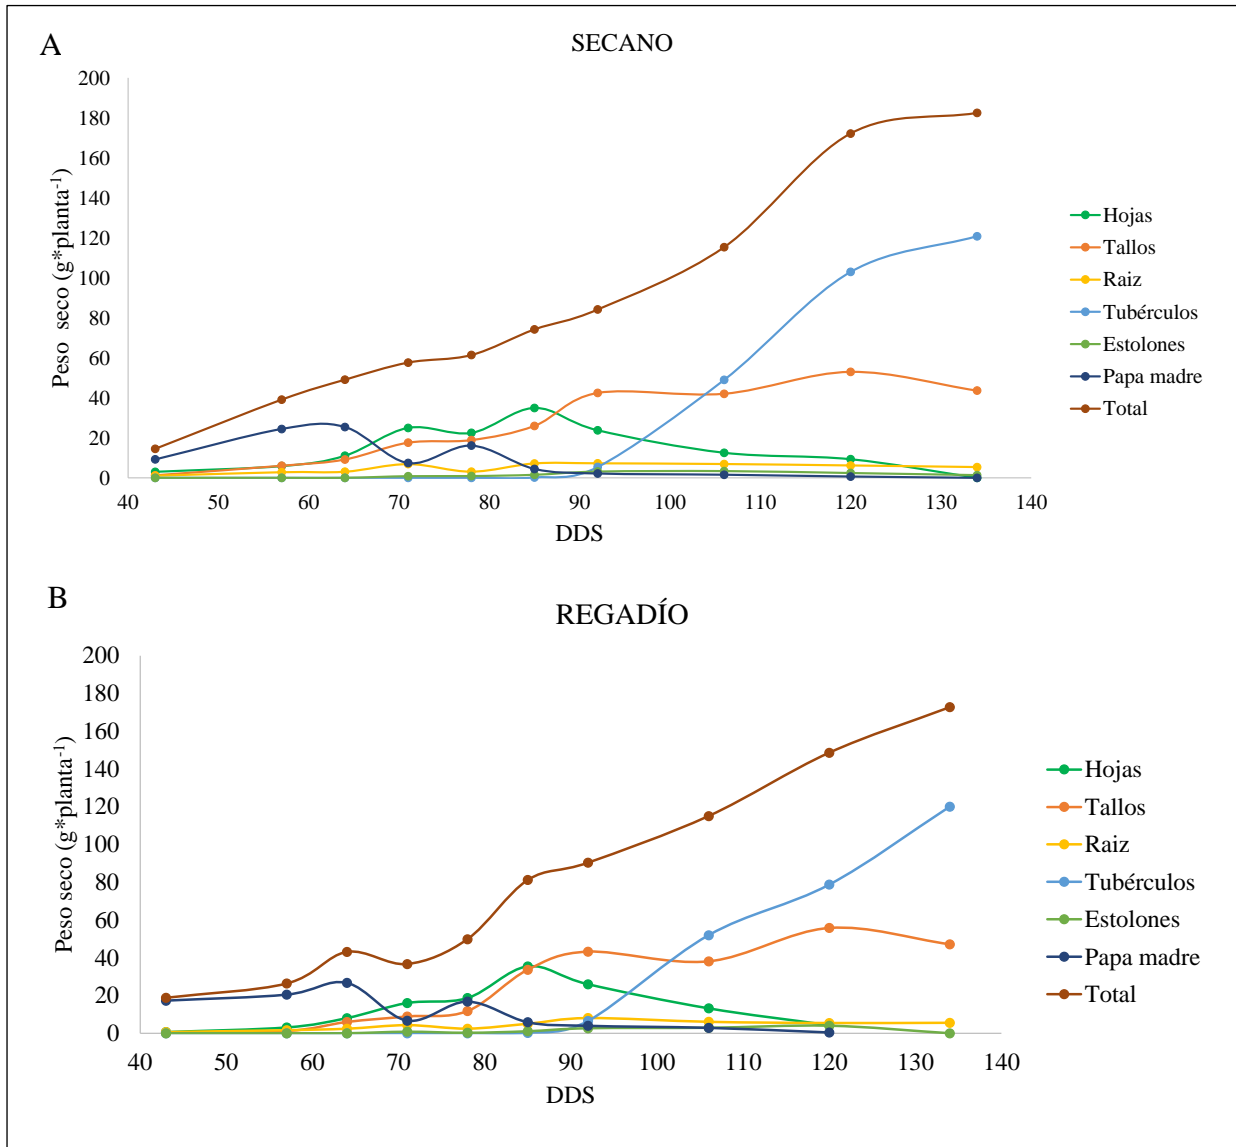 A
SECANO
Peso seco (g*planta-1)
200
180
160
140
120
100
80
60
40
20
0
40 50 60 70 80 90 100 110 120 130 140
DDS
Hojas
Tallos
Raiz
Tubérculos
Estolones
Papa madre
Total
B
REGADÍO
Peso seco (g*planta-1)
200
180
160
140
120
100
80
60
40
20
0
40 50 60 70 80 90 100 110 120 130 140
DDS
Hojas
Tallos
Raiz
Tubérculos
Estolones
Papa madre
Total